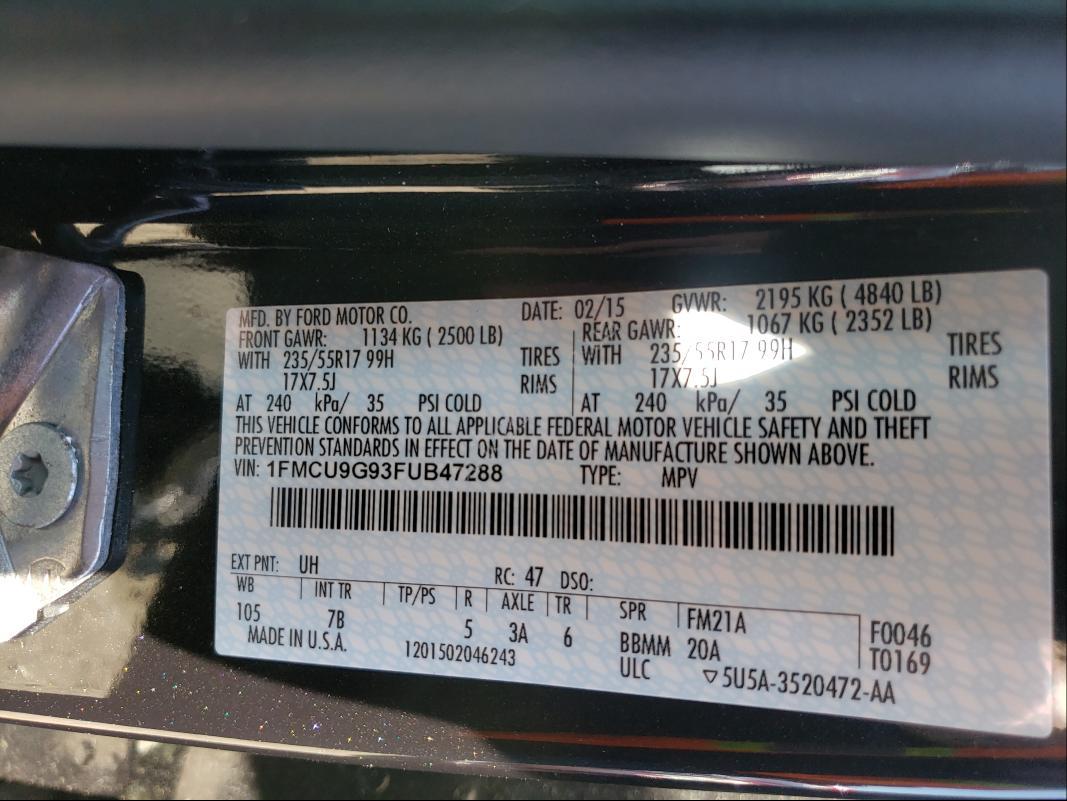 MFD. BY FORD MOTOR CO. DATE: 02/15 GVWR: 2195 KG ( 4840 LB)
FRONT GAWR: 1134 KG ( 2500 LB) REAR GAWR: 1067 KG ( 2352 LB)
WITH 235/55R17 99H TIRES WITH 235/55R17 99H TIRES
17X7.5J RIMS 17X7.5J RIMS
AT 240 kPa/ 35 PSI COLD AT 240 kPa/ 35 PSI COLD
THIS VEHICLE CONFORMS TO ALL APPLICABLE FEDERAL MOTOR VEHICLE SAFETY AND THEFT
PREVENTION STANDARDS IN EFFECT ON THE DATE OF MANUFACTURE SHOWN ABOVE.
VIN: 1FMCU9G93FUB47288 TYPE: MPV
EXT PNT: UH RC: 47 DSO:
WB INT TR TP/PS R AXLE TR SPR FM21A F0046
105 7B 5 3A 6 BBMM 20A T0169
MADE IN U.S.A. 1201502046243 ULC ▽5U5A-3520472-AA